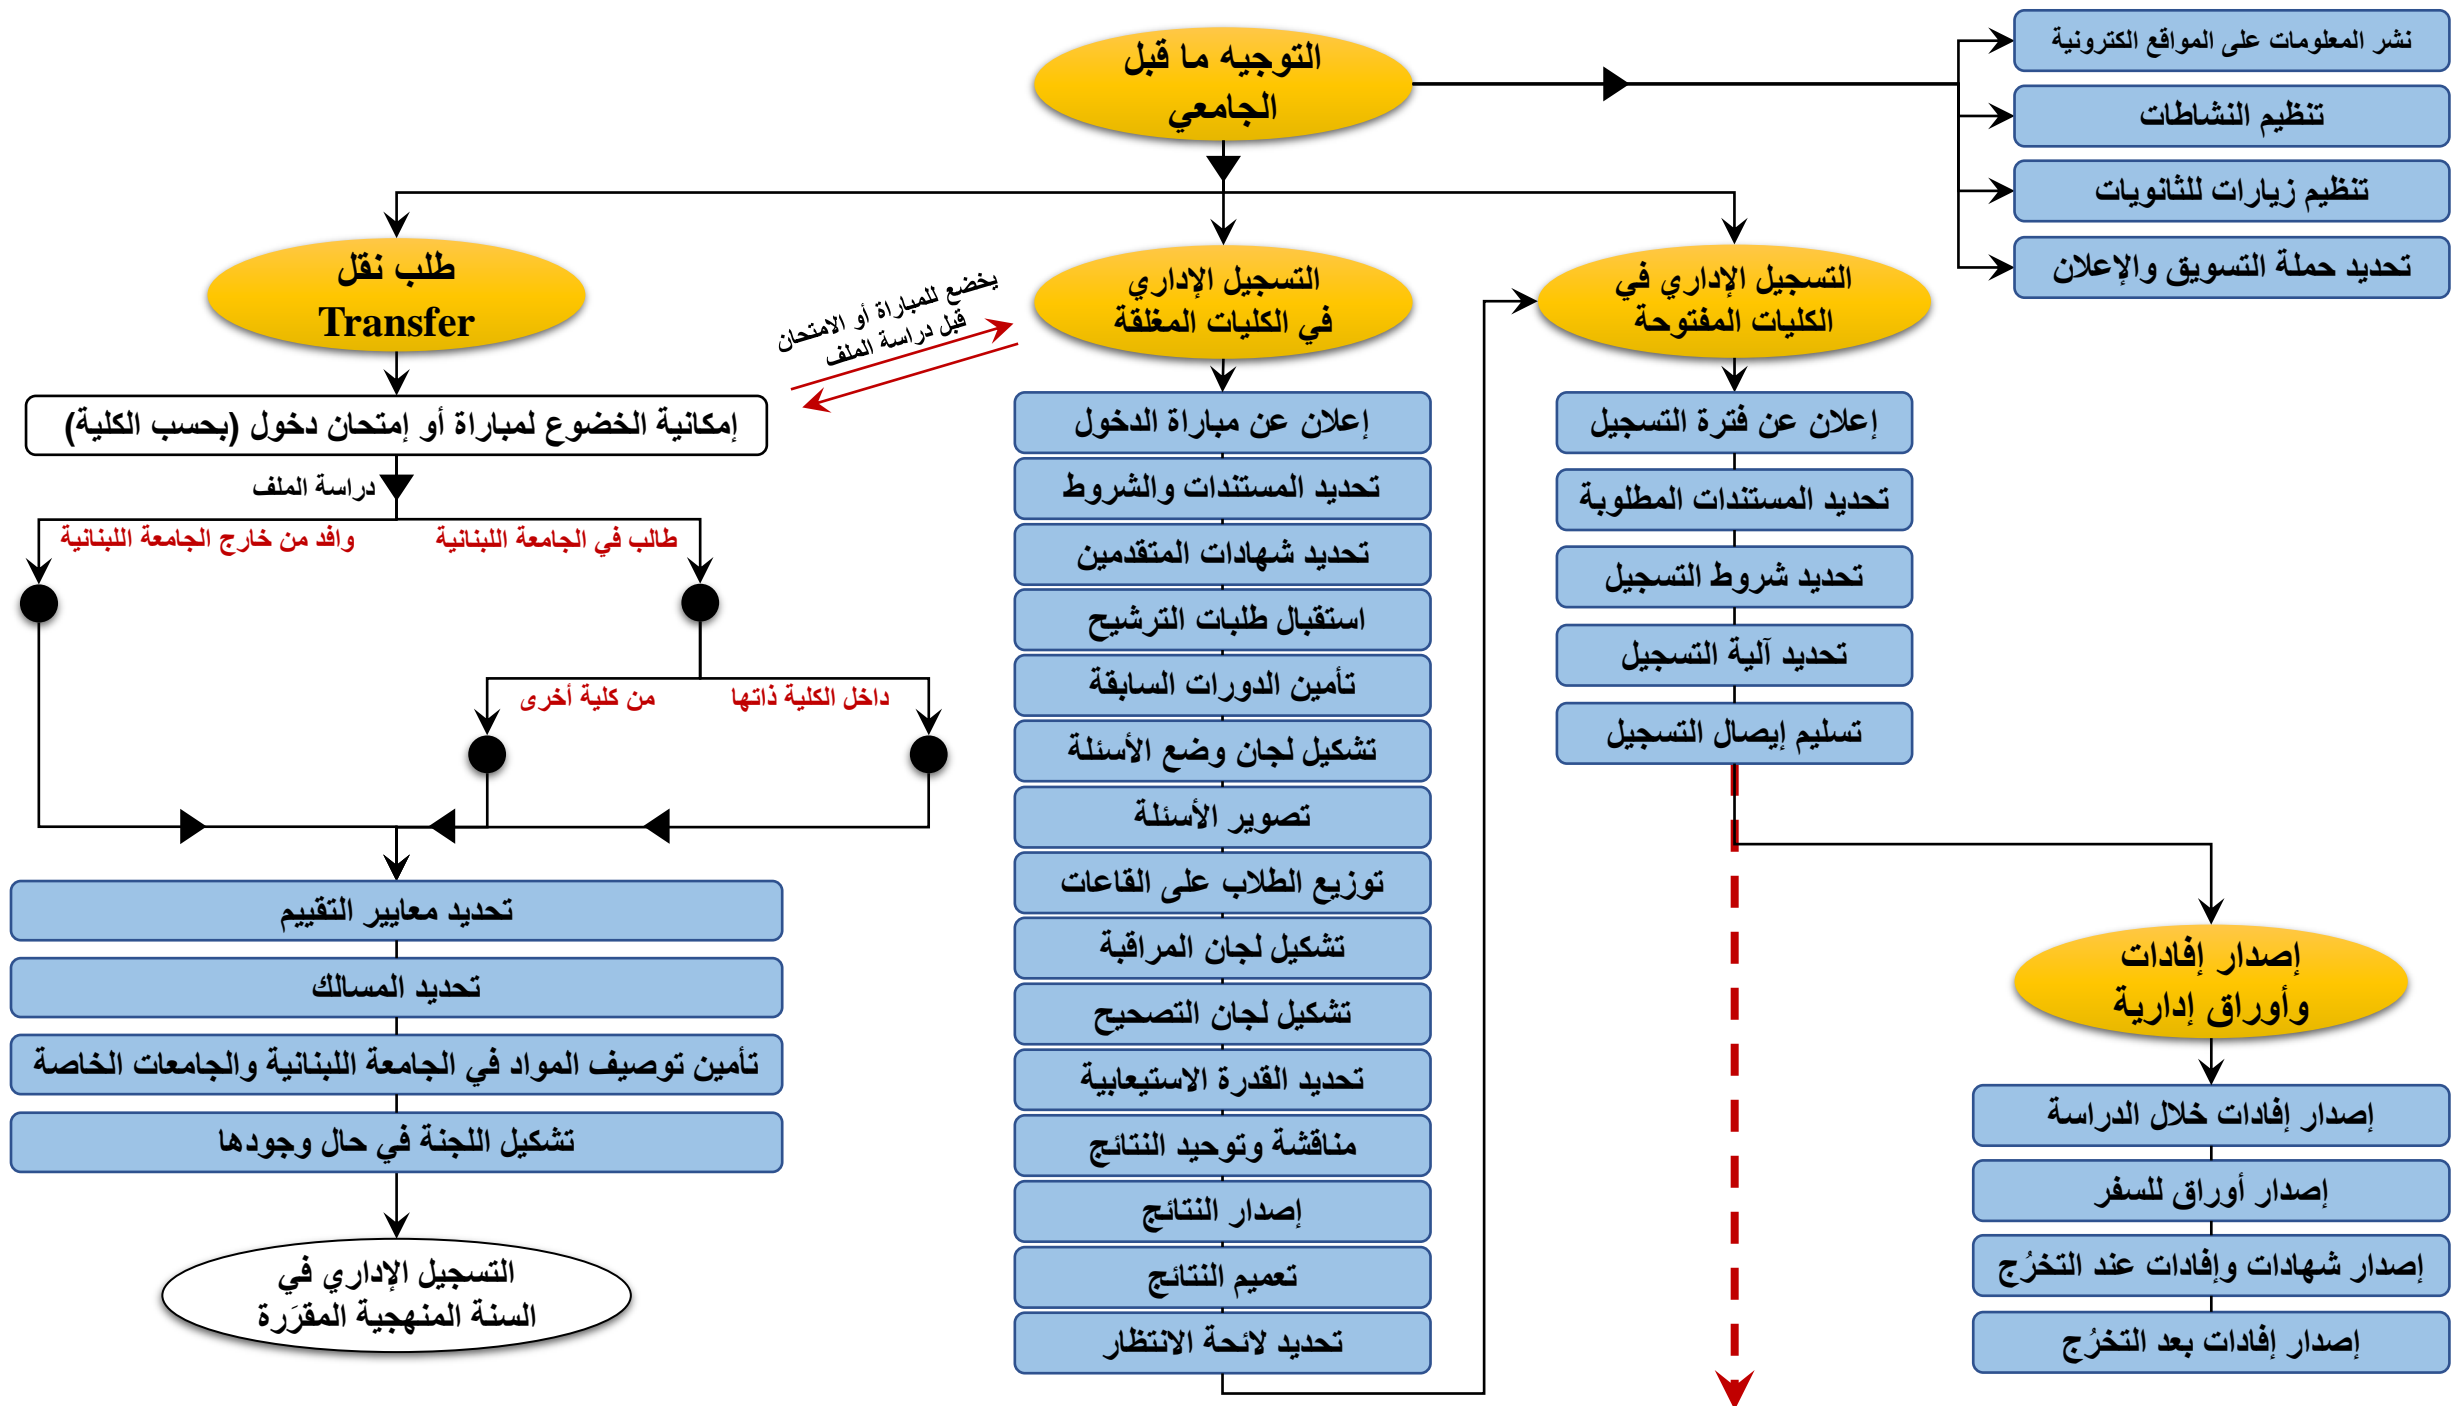 التوجيه ما قبل
الجامعي
نشر المعلومات على المواقع الكترونية
تنظيم النشاطات
تنظيم زيارات للثانويات
تحديد حملة التسويق والإعلان
التسجيل الإداري في
الكليات المفتوحة
إعلان عن فترة التسجيل
تحديد المستندات المطلوبة
تحديد شروط التسجيل
تحديد آلية التسجيل
تسليم إيصال التسجيل
إصدار إفادات
وأوراق إدارية
إصدار إفادات خلال الدراسة
إصدار أوراق للسفر
إصدار شهادات وإفادات عند التخرُج
إصدار إفادات بعد التخرُج
التسجيل الإداري
في الكليات المغلقة
إعلان عن مباراة الدخول
تحديد المستندات والشروط
تحديد شهادات المتقدمين
استقبال طلبات الترشيح
تأمين الدورات السابقة
تشكيل لجان وضع الأسئلة
تصوير الأسئلة
توزيع الطلاب على القاعات
تشكيل لجان المراقبة
تشكيل لجان التصحيح
تحديد القدرة الاستيعابية
مناقشة وتوحيد النتائج
إصدار النتائج
تعميم النتائج
تحديد لائحة الانتظار
يخضع للمباراة أو الامتحان
قبل دراسة الملف
طلب نقل
Transfer
إمكانية الخضوع لمباراة أو إمتحان دخول (بحسب الكلية)
دراسة الملف
طالب في الجامعة اللبنانية
وافد من خارج الجامعة اللبنانية
داخل الكلية ذاتها
من كلية أخرى
تحديد معايير التقييم
تحديد المسالك
تأمين توصيف المواد في الجامعة اللبنانية والجامعات الخاصة
تشكيل اللجنة في حال وجودها
التسجيل الإداري في
السنة المنهجية المقرَرة